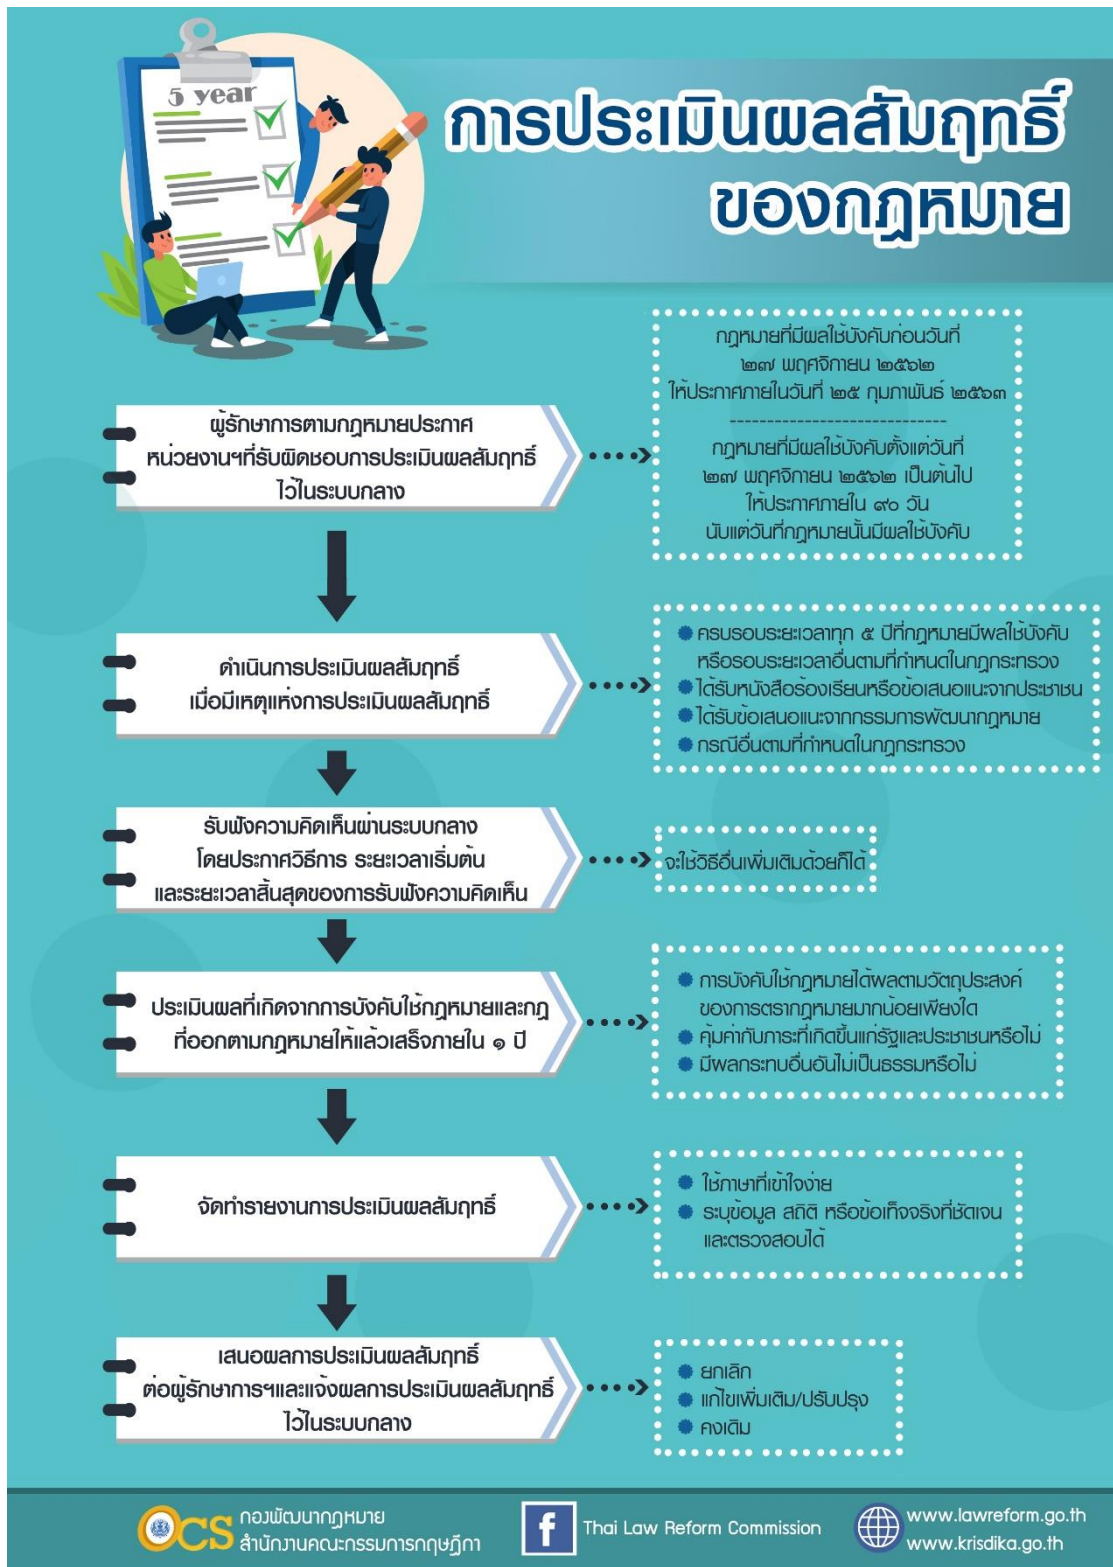 5 year
การประเมินผลสัมฤทธิ์
ของกฎหมาย
ผู้รักษาการตามกฎหมายประกาศ
หน่วยงานฯที่รับผิดชอบการประเมินผลสัมฤทธิ์
ไว้ในระบบกลาง
กฎหมายที่มีผลใช้บังคับก่อนวันที่
๒๗ พฤศจิกายน ๒๕๖๒
ให้ประกาศภายในวันที่ ๒๕ กุมภาพันธ์ ๒๕๖๓
----------------------------
กฎหมายที่มีผลใช้บังคับตั้งแต่วันที่
๒๗ พฤศจิกายน ๒๕๖๒ เป็นต้นไป
ให้ประกาศภายใน ๙๐ วัน
นับแต่วันที่กฎหมายนั้นมีผลใช้บังคับ
ดำเนินการประเมินผลสัมฤทธิ์
เมื่อมีเหตุแห่งการประเมินผลสัมฤทธิ์
ครบรอบระยะเวลาทุก ๕ ปีที่กฎหมายมีผลใช้บังคับ
หรือรอบระยะเวลาอื่นตามที่กำหนดในกฎกระทรวง
ได้รับหนังสือร้องเรียนหรือข้อเสนอแนะจากประชาชน
ได้รับข้อเสนอแนะจากกรรมการพัฒนากฎหมาย
กรณีอื่นตามที่กำหนดในกฎกระทรวง
รับฟังความคิดเห็นผ่านระบบกลาง
โดยประกาศวิธีการ ระยะเวลาเริ่มต้น
และระยะเวลาสิ้นสุดของการรับฟังความคิดเห็น
จะใช้วิธีอื่นเพิ่มเติมด้วยก็ได้
ประเมินผลที่เกิดจากการบังคับใช้กฎหมายและกฎ
ที่ออกตามกฎหมายให้แล้วเสร็จภายใน ๑ ปี
การบังคับใช้กฎหมายได้ผลตามวัตถุประสงค์
ของการตรากฎหมายมากน้อยเพียงใด
คุ้มค่ากับภาระที่เกิดขึ้นแก่รัฐและประชาชนหรือไม่
มีผลกระทบอื่นอันไม่เป็นธรรมหรือไม่
จัดทำรายงานการประเมินผลสัมฤทธิ์
ใช้ภาษาที่เข้าใจง่าย
ระบุข้อมูล สถิติ หรือข้อเท็จจริงที่ชัดเจน
และตรวจสอบได้
เสนอผลการประเมินผลสัมฤทธิ์
ต่อผู้รักษาการฯและแจ้งผลการประเมินผลสัมฤทธิ์
ไว้ในระบบกลาง
ยกเลิก
แก้ไขเพิ่มเติม/ปรับปรุง
คงเดิม
OCS
กองพัฒนากฎหมาย
สำนักงานคณะกรรมการกฤษฎีกา
f
Thai Law Reform Commission
www.lawreform.go.th
www.krisdika.go.th